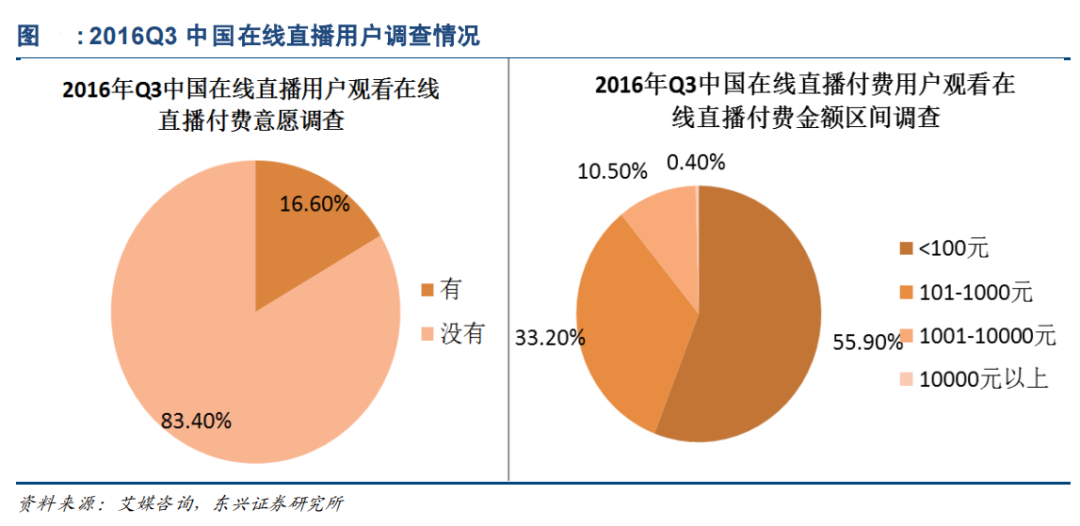 图 :2016Q3 中国在线直播用户调查情况
2016年Q3中国在线直播用户观看在线
直播付费意愿调查
16.60%
83.40%
有
没有
2016年Q3中国在线直播付费用户观看在
线直播付费金额区间调查
0.40%
10.50%
33.20%
55.90%
<100元
101-1000元
1001-10000元
10000元以上
资料来源：艾媒咨询，东兴证券研究所